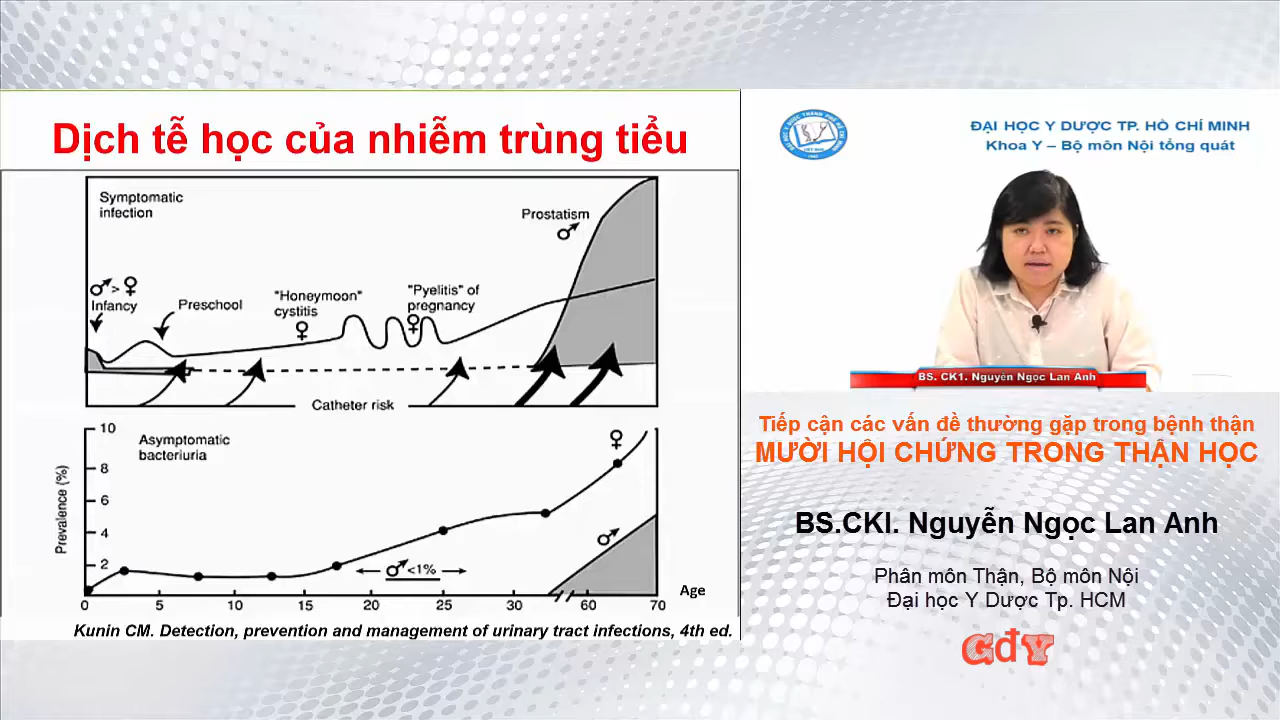 Dịch tễ học của nhiễm trùng tiểu
Symptomatic
infection
Prostatism
♂
♂>♀
Infancy
Preschool
"Honeymoon"
cystitis
♀
"Pyelitis" of
pregnancy
♀
Catheter risk
Asymptomatic
bacteriuria
Prevalence (%)
10
8
6
4
2
♀
♂
♂<1%
0 5 10 15 20 25 30 60 70
Age
Kunin CM. Detection, prevention and management of urinary tract infections, 4th ed.
ĐẠI HỌC Y DƯỢC TP. HỒ CHÍ MINH
Khoa Y – Bộ môn Nội tổng quát
BS. CK1. Nguyễn Ngọc Lan Anh
Tiếp cận các vấn đề thường gặp trong bệnh thận
MƯỜI HỘI CHỨNG TRONG THẬN HỌC
BS.CKI. Nguyễn Ngọc Lan Anh
Phân môn Thận, Bộ môn Nội
Đại học Y Dược Tp. HCM
GđY